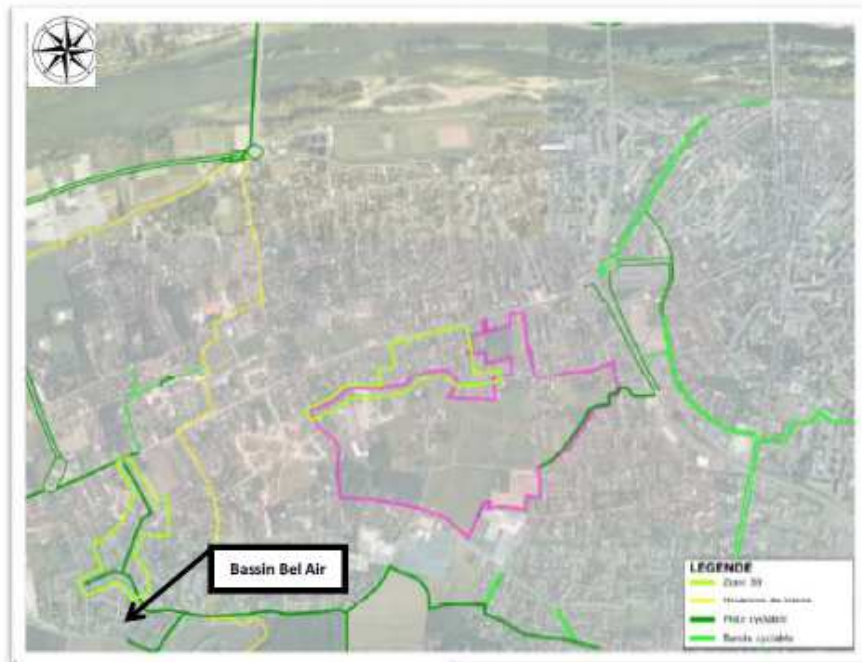 Bassin Bel Air
LEGENDE
Zone 30
Piste cyclable
Bande cyclable